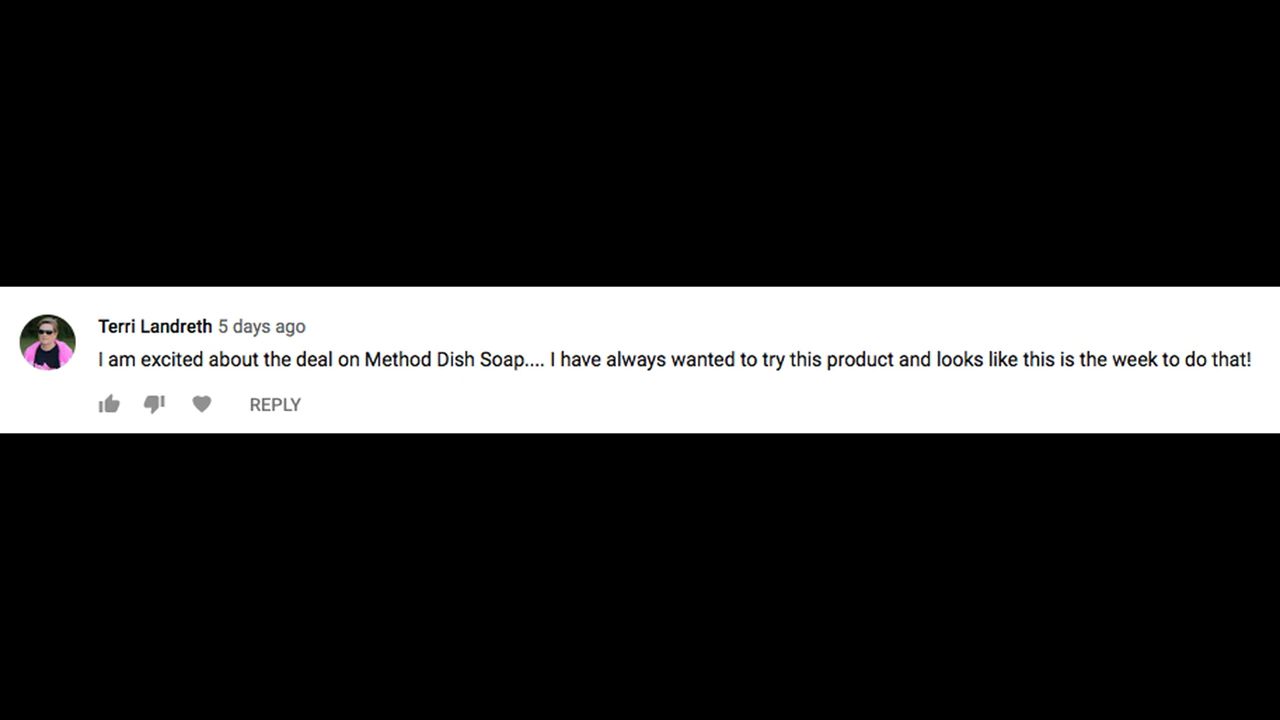 Terri Landreth 5 days ago
I am excited about the deal on Method Dish Soap.... I have always wanted to try this product and looks like this is the week to do that!
REPLY